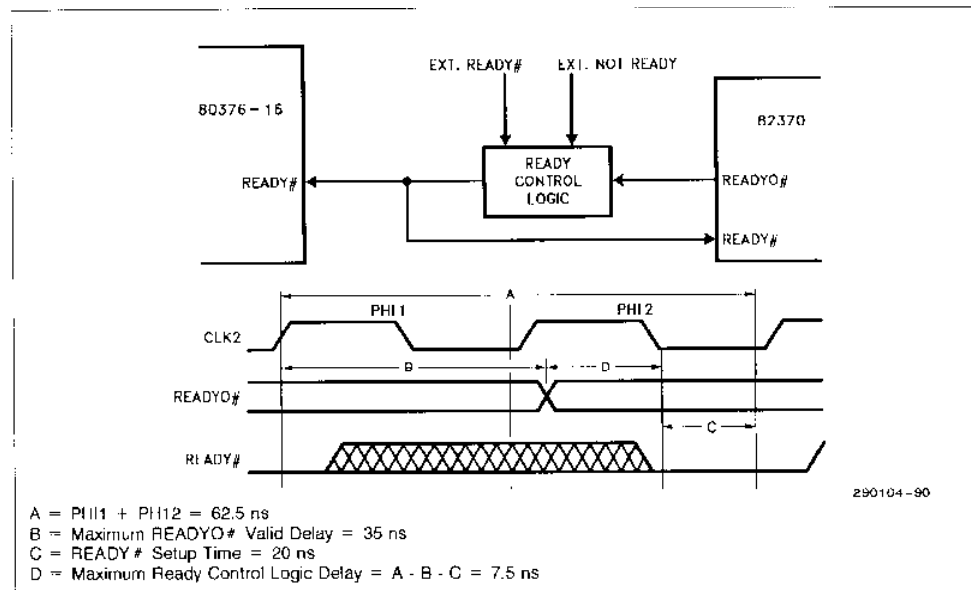 EXT. READY# EXT. NOT READY
80376-16
82370
READY#
READY
CONTROL
LOGIC
READYO#
READY#
A
PHI1
PHI2
CLK2
B
D
READYO#
C
READY#
290104-90
A = PHI1 + PH12 = 62.5 ns
B = Maximum READYO# Valid Delay = 35 ns
C = READY# Setup Time = 20 ns
D = Maximum Ready Control Logic Delay = A - B - C = 7.5 ns